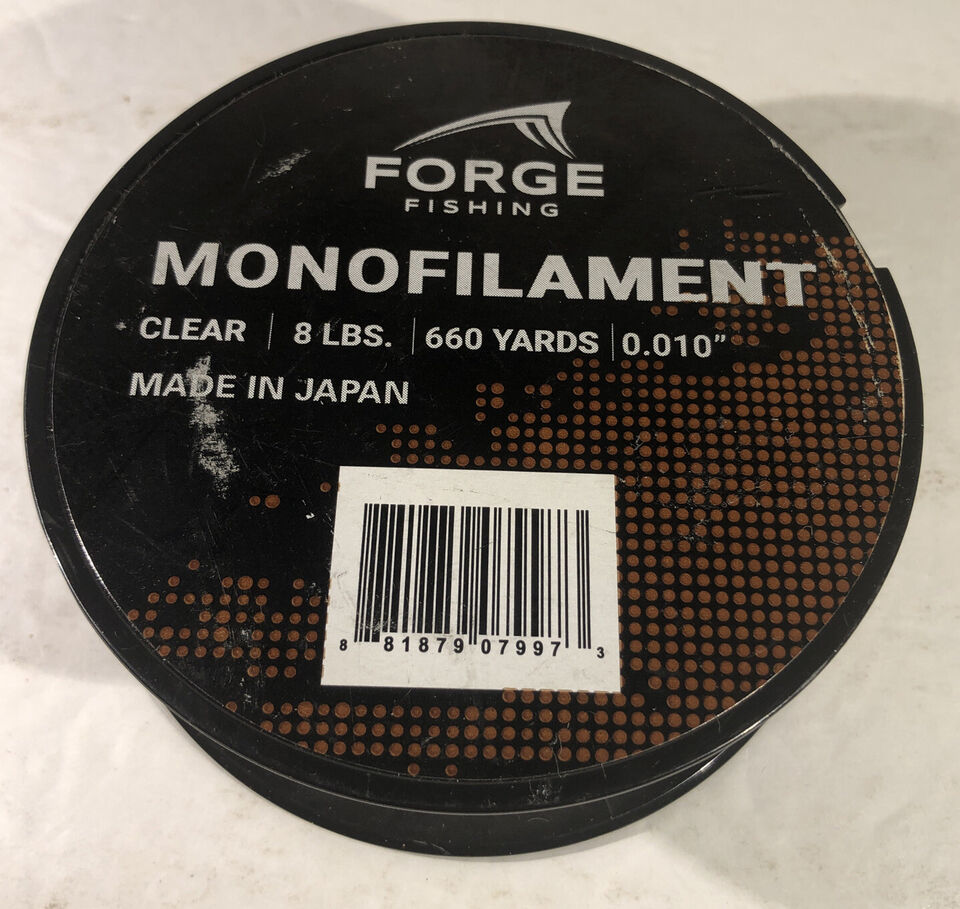 FORGE
FISHING
MONOFILAMENT
CLEAR | 8 LBS. | 660 YARDS | 0.010"
MADE IN JAPAN
8 81879 07997 3